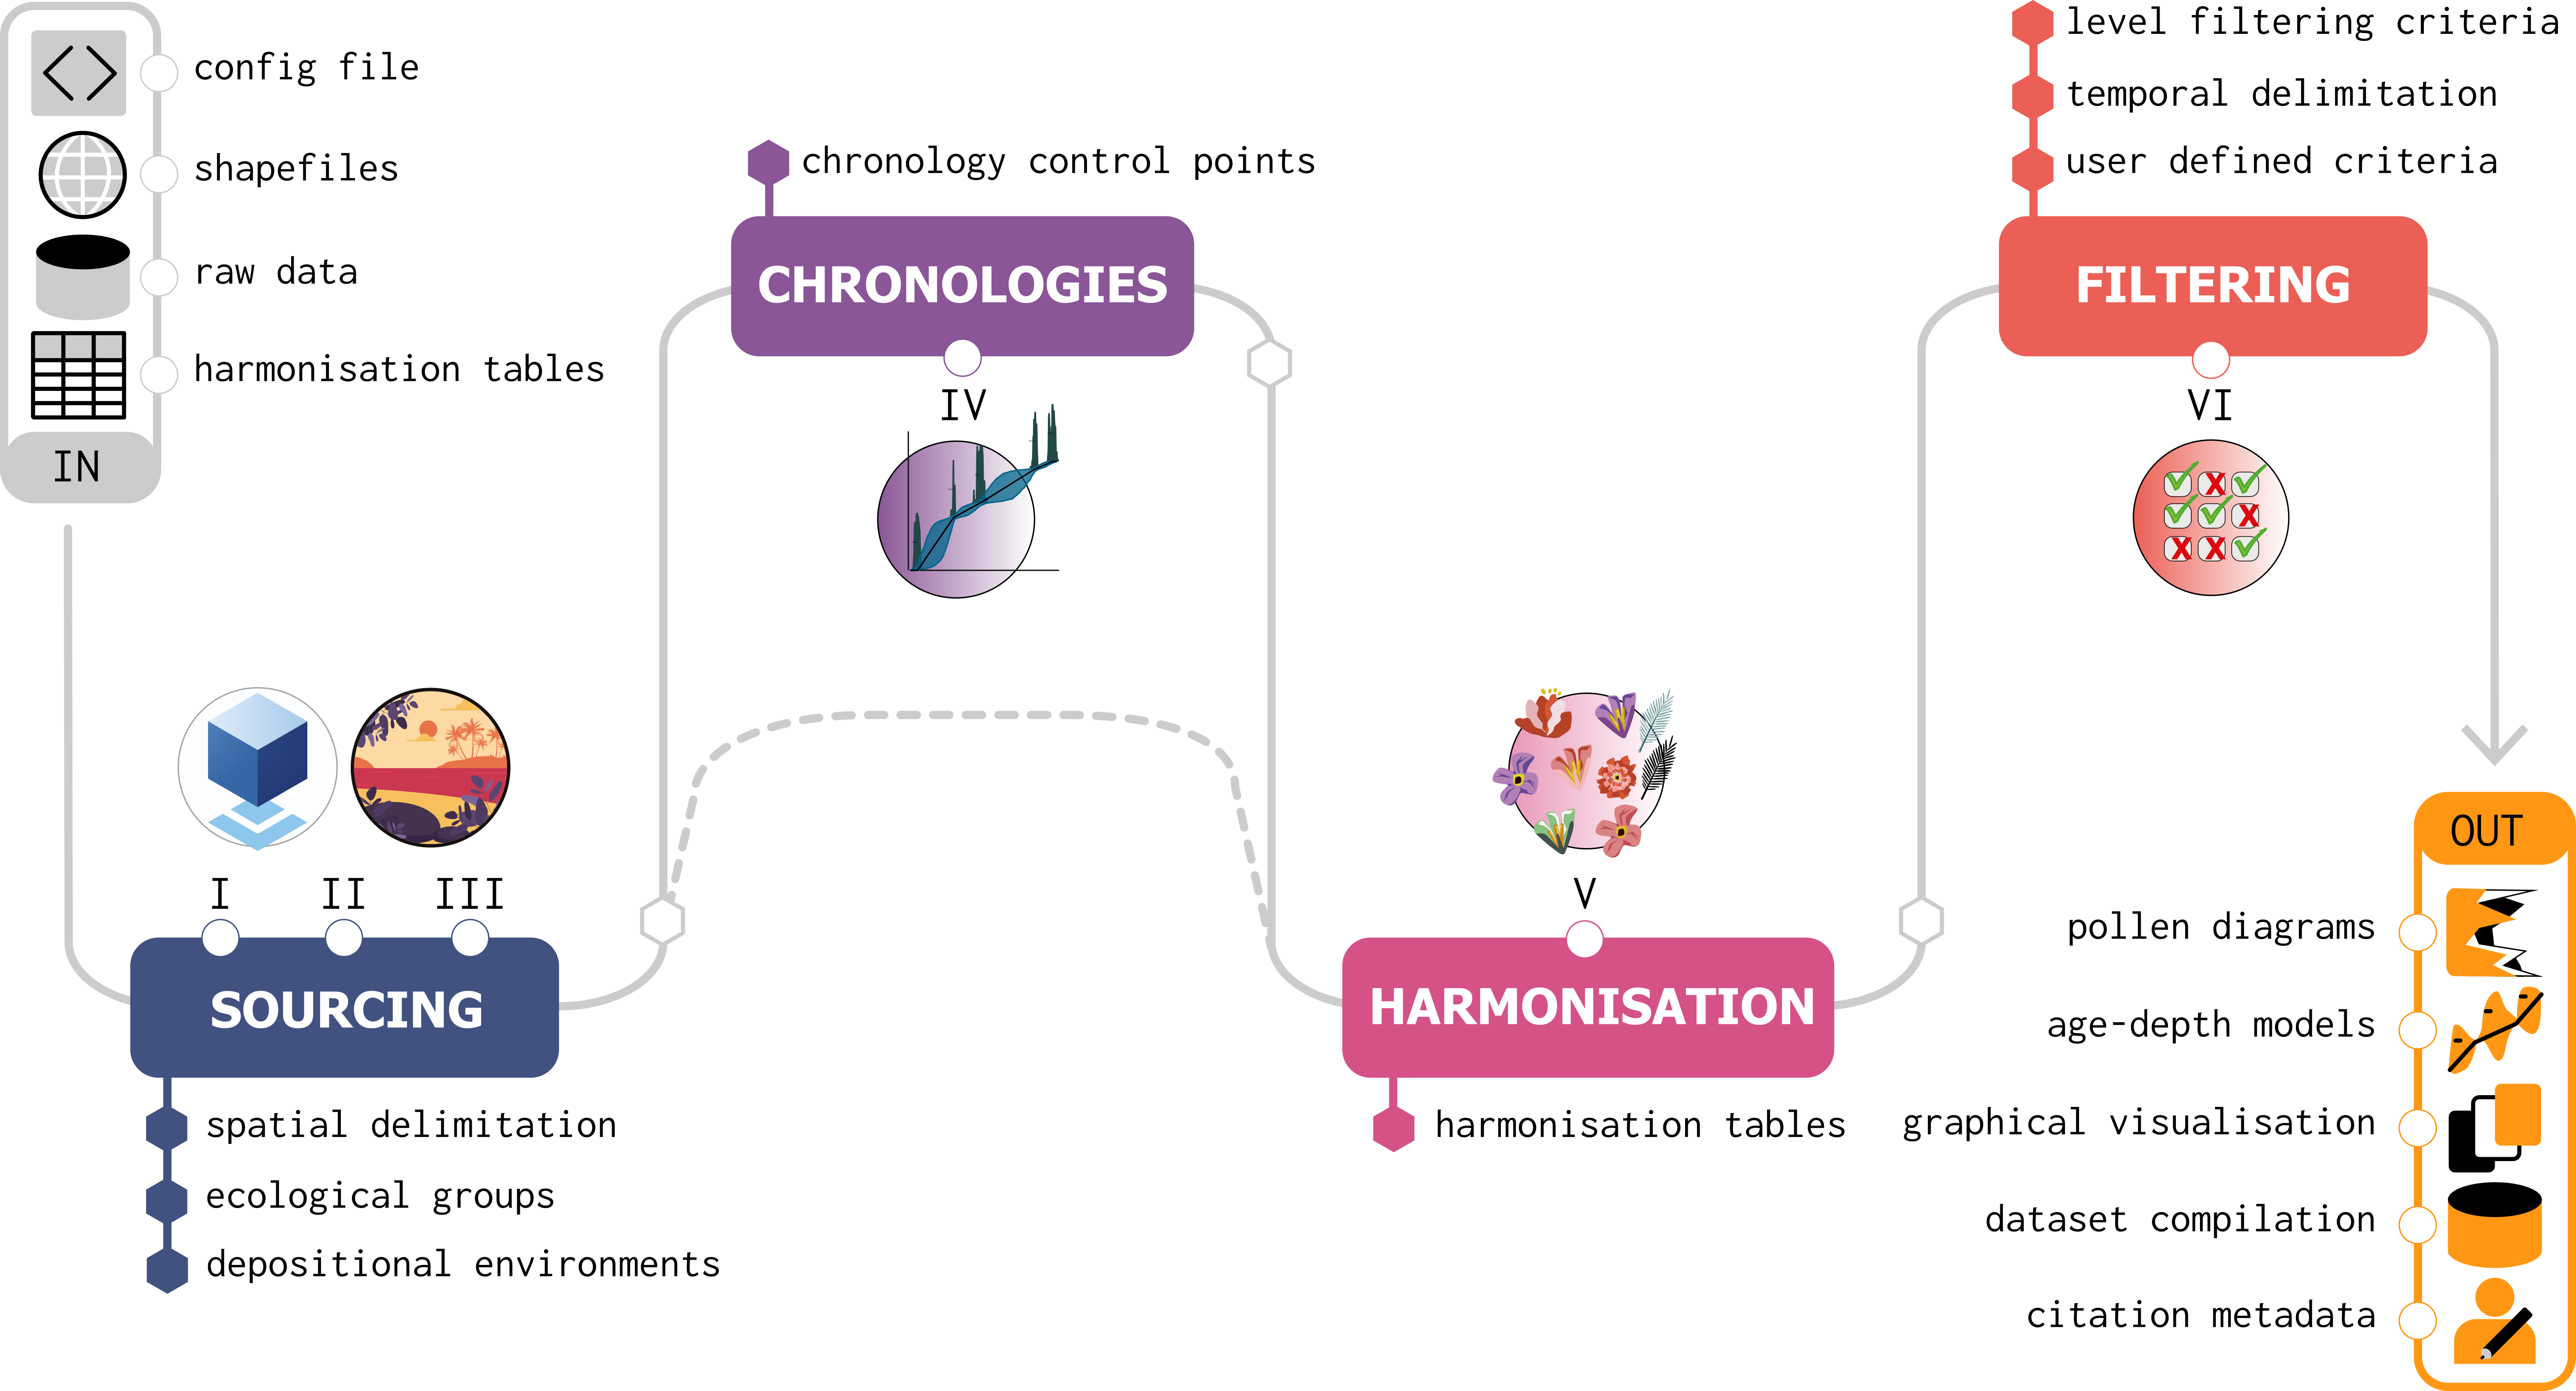 config file
shapefiles
raw data
harmonisation tables
IN
I
II
III
SOURCING
spatial delimitation
ecological groups
depositional environments
chronology control points
CHRONOLOGIES
IV
V
HARMONISATION
harmonisation tables
level filtering criteria
temporal delimitation
user defined criteria
FILTERING
VI
OUT
pollen diagrams
age-depth models
graphical visualisation
dataset compilation
citation metadata